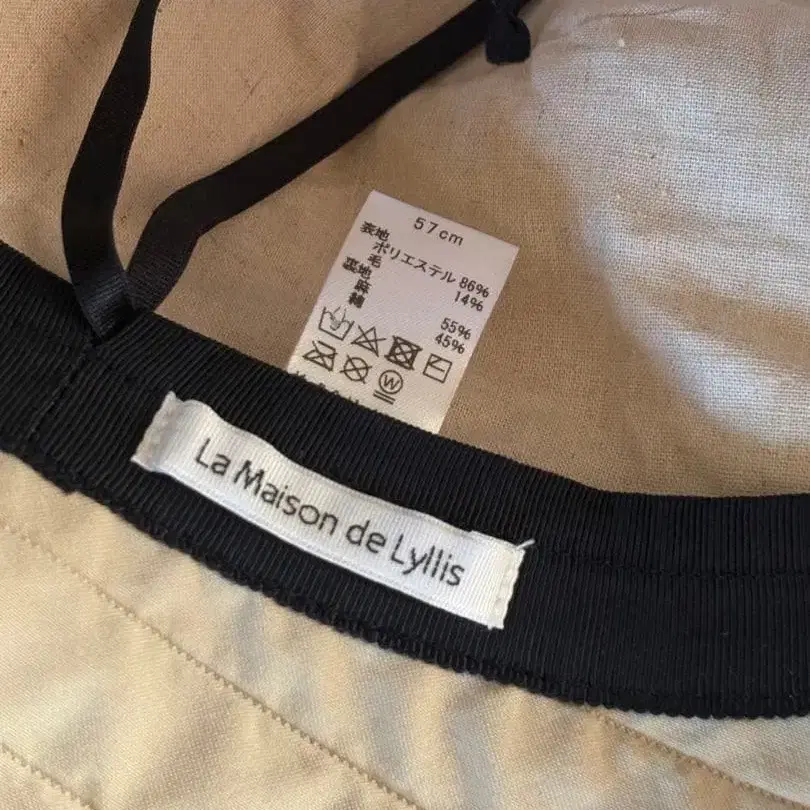 57cm
表地
ポリエステル 86%
毛 14%
裏地
麻 55%
綿 45%
W
La Maison de Lyllis